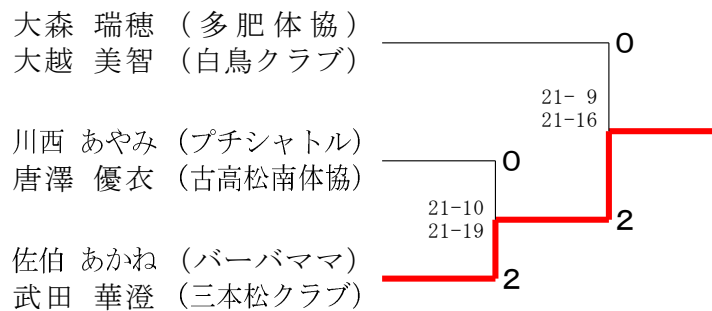 大森 瑞穂 (多肥体協)
大越 美智 (白鳥クラブ)
0
21- 9
21-16
川西 あやみ (プチシャトル)
唐澤 優衣 (古高松南体協)
0
21-10
21-19
2
佐伯 あかね (バーバママ)
武田 華澄 (三本松クラブ)
2